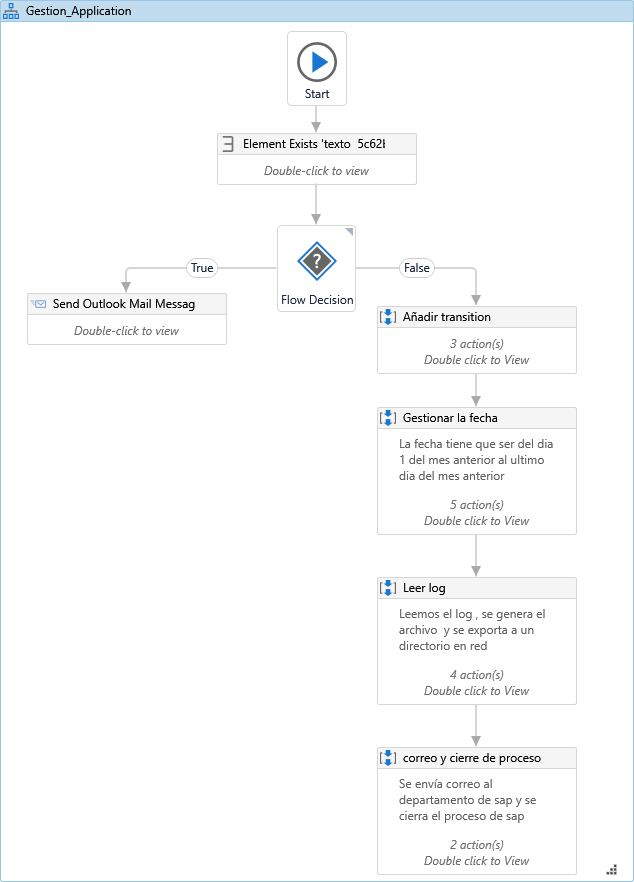 Gestion_Application
Start
Element Exists 'texto 5c62
Double-click to view
?
True
False
Flow Decision
Send Outlook Mail Messag
Double-click to view
Añadir transition
3 action(s)
Double click to View
Gestionar la fecha
La fecha tiene que ser del dia
1 del mes anterior al ultimo
dia del mes anterior
5 action(s)
Double click to View
Leer log
Leemos el log , se genera el
archivo y se exporta a un
directorio en red
4 action(s)
Double click to View
correo y cierre de proceso
Se envía correo al
departamento de sap y se
cierra el proceso de sap
2 action(s)
Double click to View